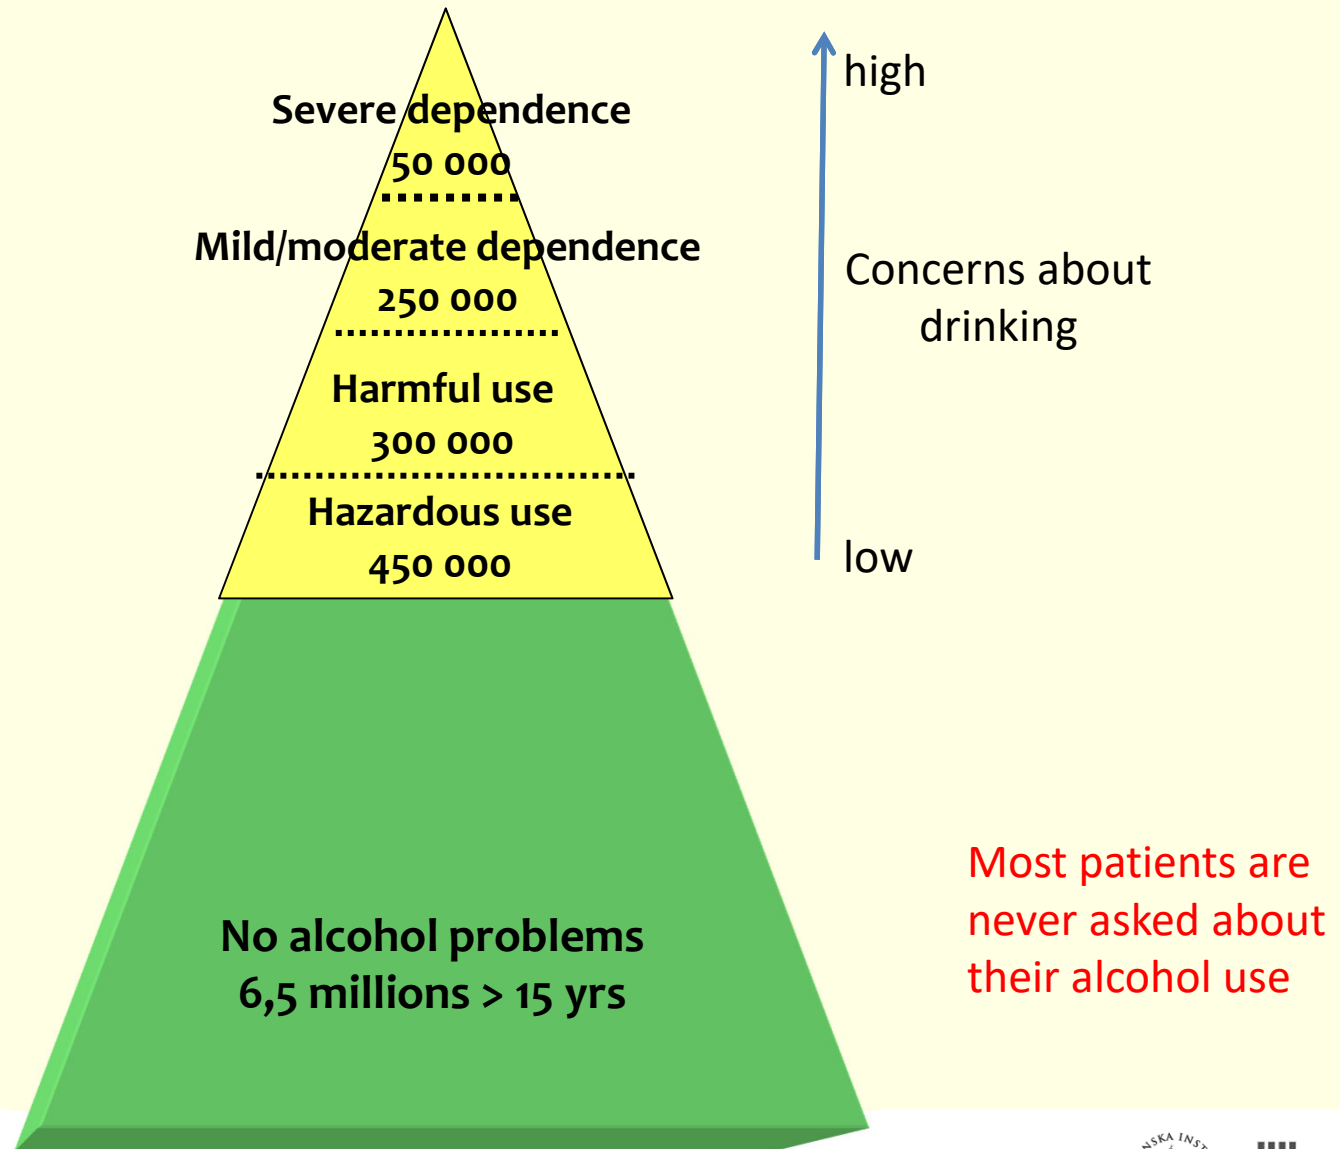 Severe dependence
50 000
Mild/moderate dependence
250 000
Harmful use
300 000
Hazardous use
450 000
No alcohol problems
6,5 millions > 15 yrs
high
Concerns about
drinking
low
Most patients are
never asked about
their alcohol use